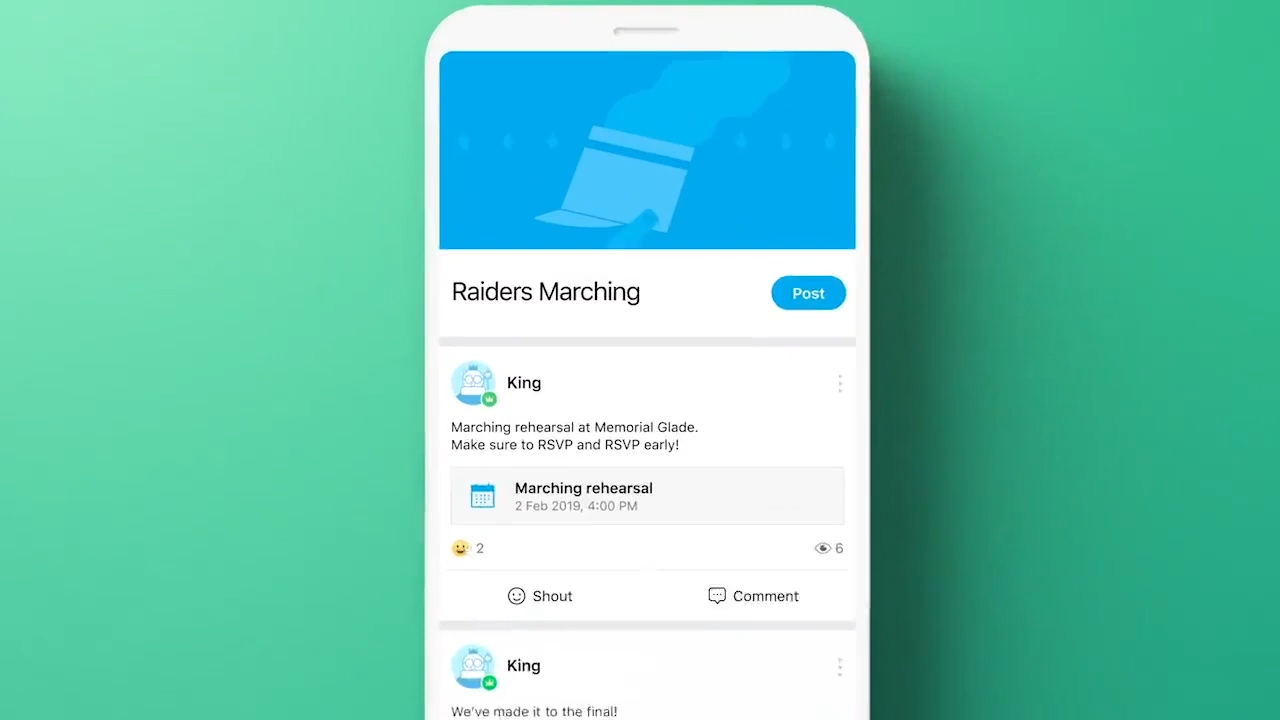 Raiders Marching
Post
King
Marching rehearsal at Memorial Glade.
Make sure to RSVP and RSVP early!
Marching rehearsal
2 Feb 2019, 4:00 PM
2
6
Shout
Comment
King
We've made it to the final!